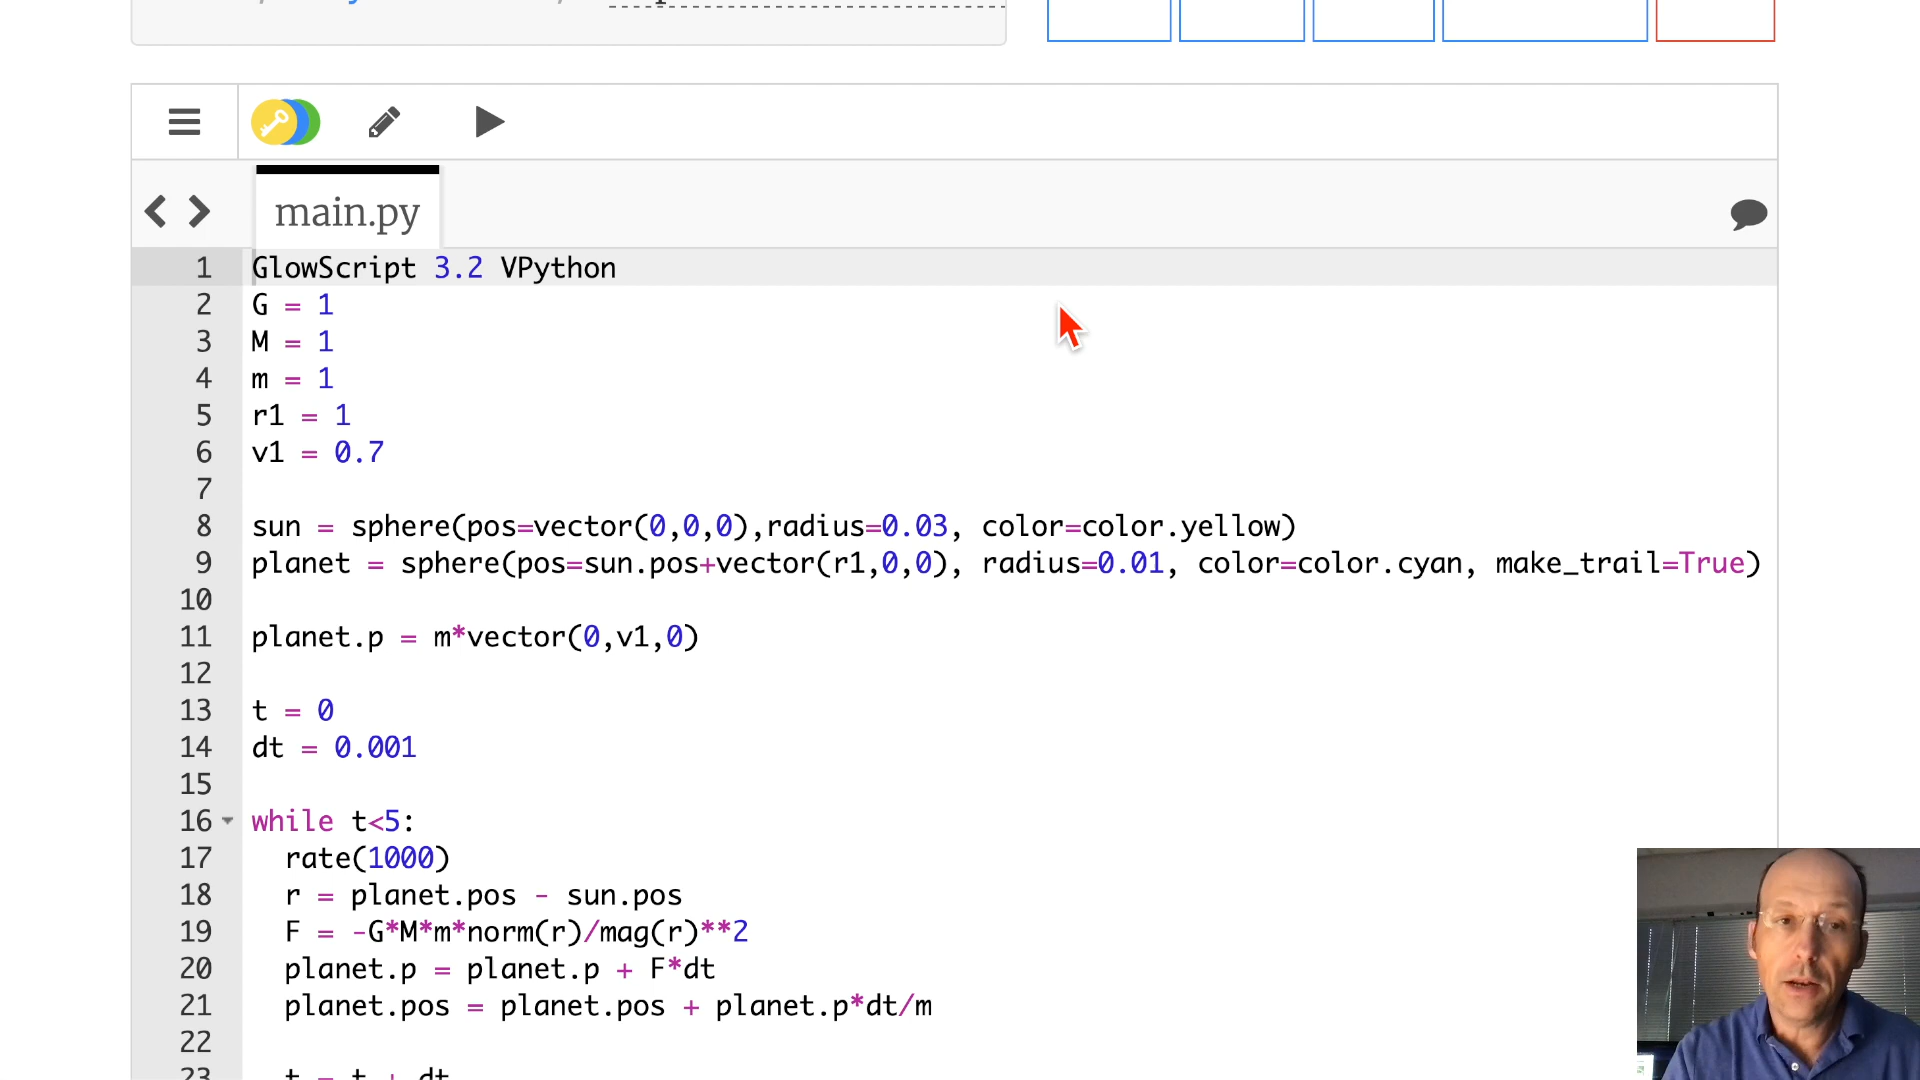 main.py
1 GlowScript 3.2 VPython
2 G = 1
3 M = 1
4 m = 1
5 r1 = 1
6 v1 = 0.7
7
8 sun = sphere(pos=vector(0,0,0),radius=0.03, color=color.yellow)
9 planet = sphere(pos=sun.pos+vector(r1,0,0), radius=0.01, color=color.cyan, make_trail=True)
10
11 planet.p = m*vector(0,v1,0)
12
13 t = 0
14 dt = 0.001
15
16 while t<5:
17 rate(1000)
18 r = planet.pos - sun.pos
19 F = -G*M*m*norm(r)/mag(r)**2
20 planet.p = planet.p + F*dt
21 planet.pos = planet.pos + planet.p*dt/m
22
23 t = t + dt